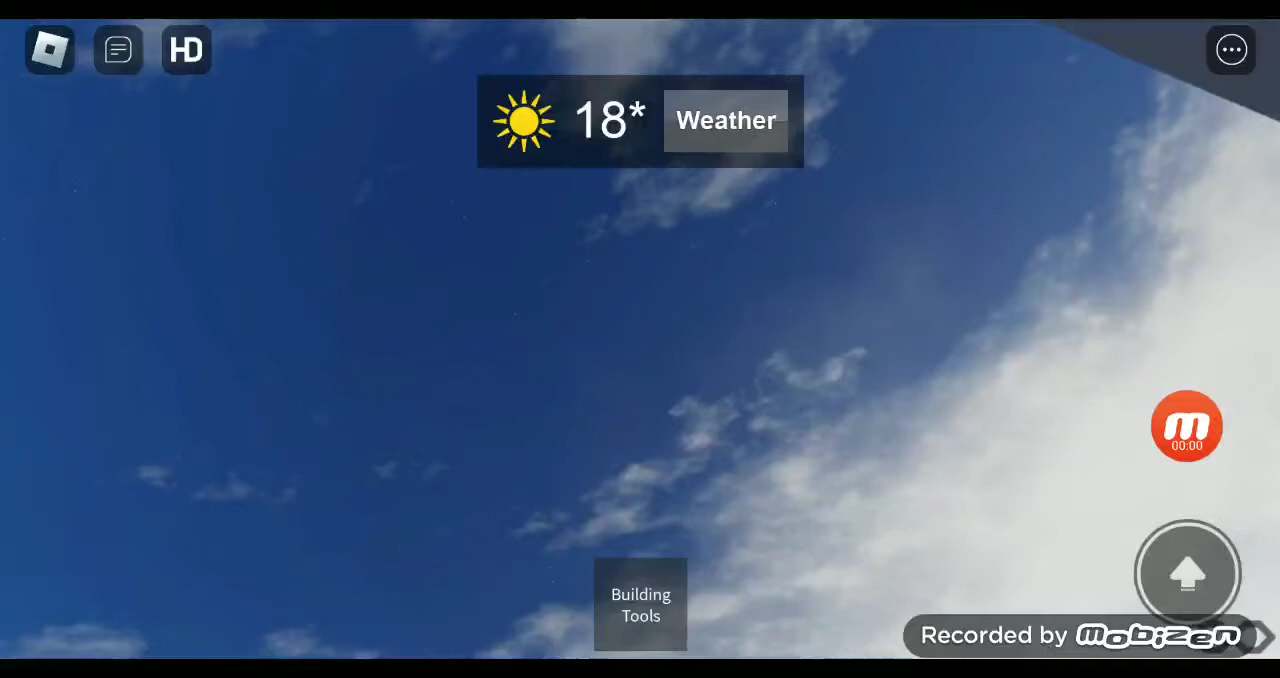 HD
18*
Weather
00:00
Building
Tools
Recorded by mobizen